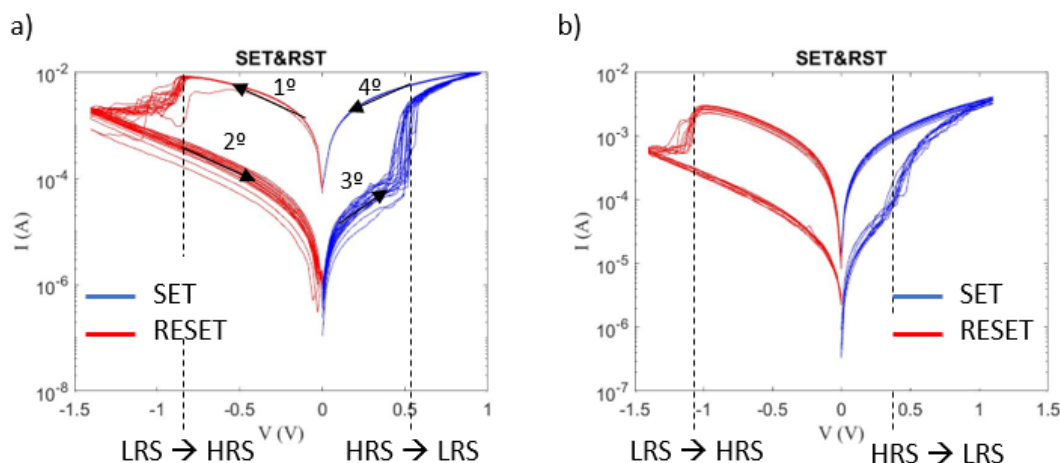 a)
SET&RST
10⁻²
10⁻⁴
10⁻⁶
10⁻⁸
I (A)
1º
4º
2º
3º
SET
RESET
-1.5
-1
-0.5
0
0.5
1
V (V)
LRS → HRS
HRS → LRS
b)
SET&RST
10⁻²
10⁻³
10⁻⁴
10⁻⁵
10⁻⁶
10⁻⁷
I (A)
SET
RESET
-1.5
-1
-0.5
0
0.5
1
1.5
V (V)
LRS → HRS
HRS → LRS